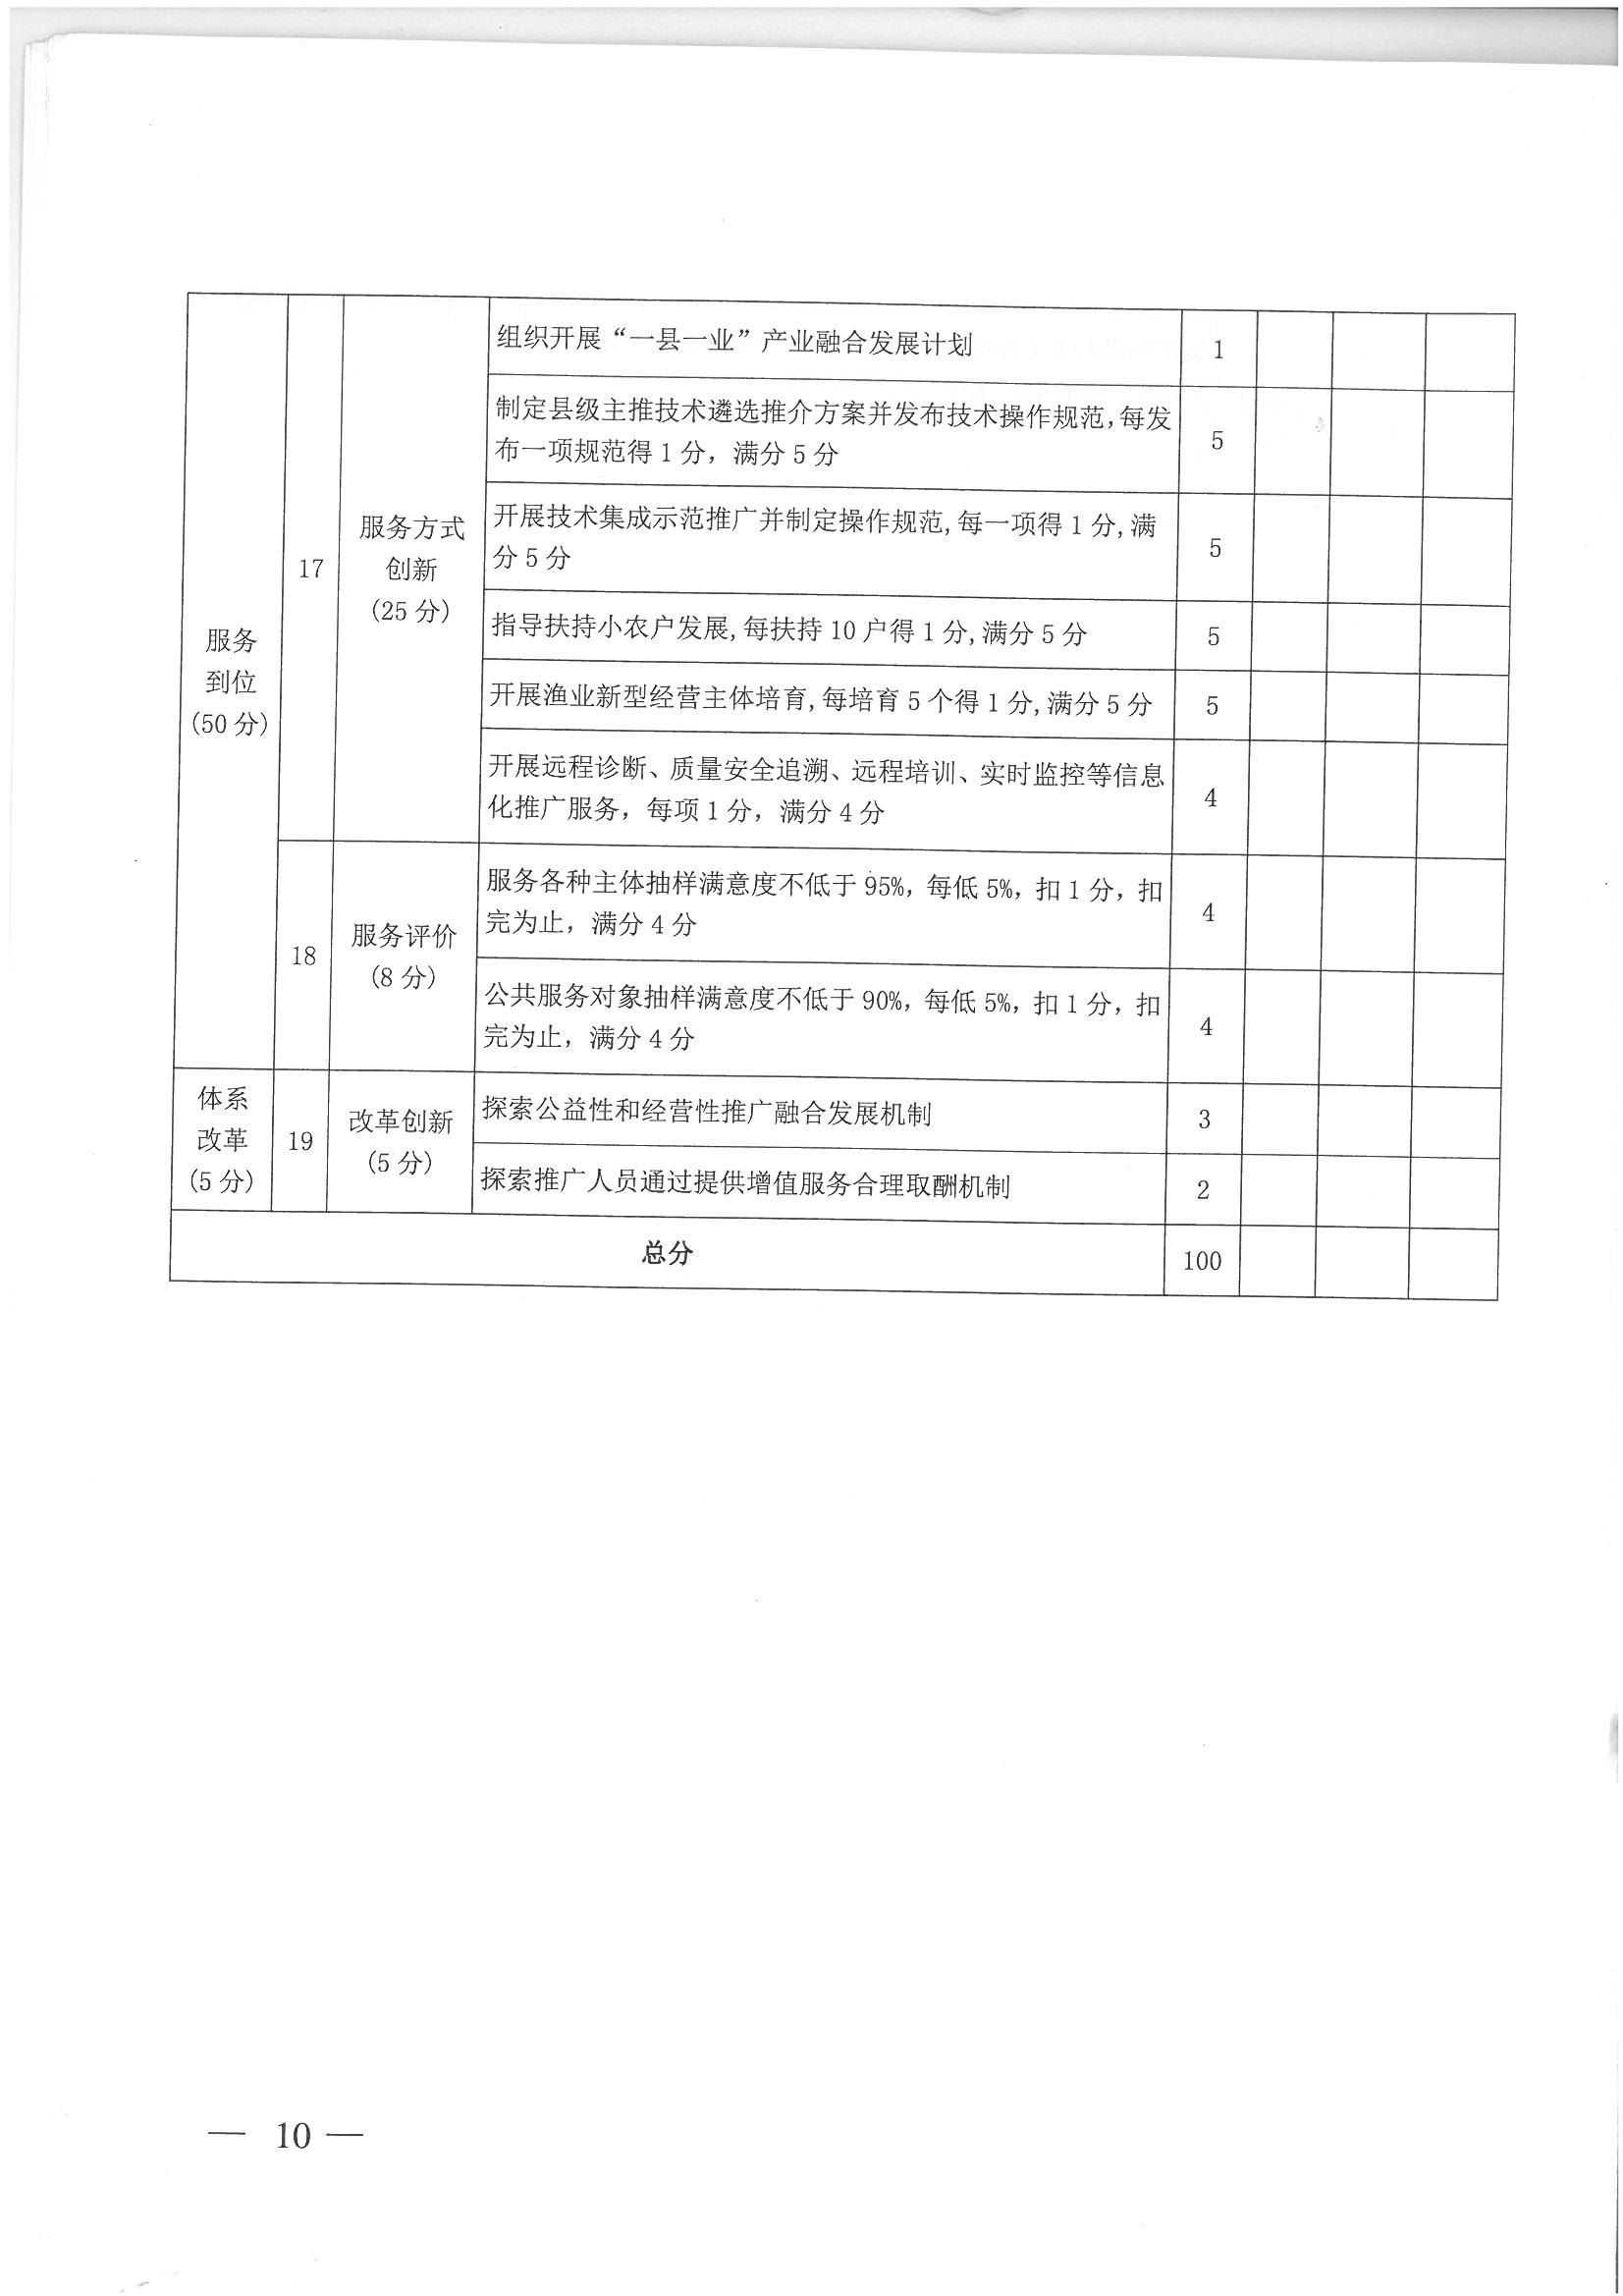 组织开展“一县一业”产业融合发展计划
1
制定县级主推技术遴选推介方案并发布技术操作规范,每发
布一项规范得1分，满分5分
5
服务方式
创新
(25分)
17
开展技术集成示范推广并制定操作规范,每一项得1分,满
分5分
5
服务
到位
(50分)
指导扶持小农户发展,每扶持10户得1分,满分5分
5
开展渔业新型经营主体培育,每培育5个得1分,满分5分
5
开展远程诊断、质量安全追溯、远程培训、实时监控等信息
化推广服务，每项1分，满分4分
4
18
服务评价
(8分)
服务各种主体抽样满意度不低于95%，每低5%，扣1分，扣
完为止，满分4分
4
公共服务对象抽样满意度不低于90%，每低5%，扣1分，扣
完为止，满分4分
4
体系
改革
(5分)
19
改革创新
(5分)
探索公益性和经营性推广融合发展机制
3
探索推广人员通过提供增值服务合理取酬机制
2
总分
100
— 10 —